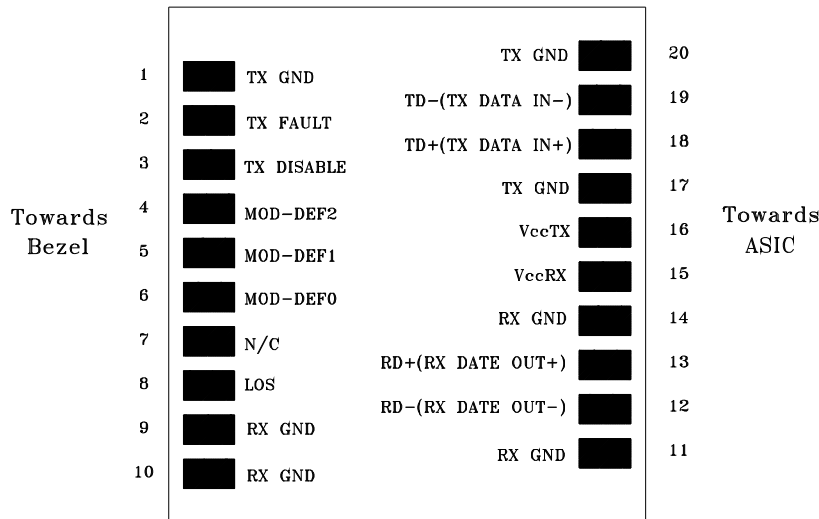 1 TX GND
2 TX FAULT
3 TX DISABLE
4 MOD-DEF2
5 MOD-DEF1
6 MOD-DEF0
7 N/C
8 LOS
9 RX GND
10 RX GND
Towards
Bezel
TX GND 20
TD-(TX DATA IN-) 19
TD+(TX DATA IN+) 18
TX GND 17
VccTX 16
VccRX 15
RX GND 14
RD+(RX DATE OUT+) 13
RD-(RX DATE OUT-) 12
RX GND 11
Towards
ASIC